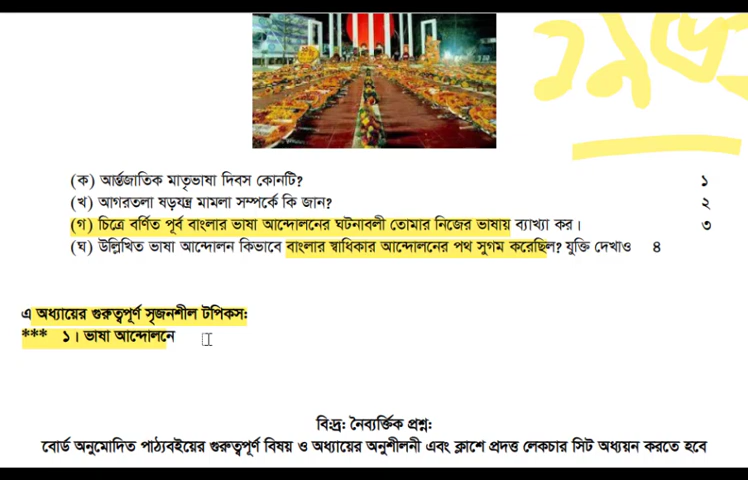 (ক) আর্ন্তজাতিক মাতৃভাষা দিবস কোনটি? ১
(খ) আগরতলা ষড়যন্ত্র মামলা সম্পর্কে কি জান? ২
(গ) চিত্রে বর্ণিত পূর্ব বাংলার ভাষা আন্দোলনের ঘটনাবলী তোমার নিজের ভাষায় ব্যাখ্যা কর। ৩
(ঘ) উল্লিখিত ভাষা আন্দোলন কিভাবে বাংলার স্বাধিকার আন্দোলনের পথ সুগম করেছিল? যুক্তি দেখাও ৪
এ অধ্যায়ের গুরুত্বপূর্ণ সৃজনশীল টপিকস:
*** ১। ভাষা আন্দোলনে
বি:দ্র: নৈব্যর্ক্তিক প্রশ্ন:
বোর্ড অনুমোদিত পাঠ্যবইয়ের গুরুত্বপূর্ণ বিষয় ও অধ্যায়ের অনুশীলনী এবং ক্লাশে প্রদত্ত লেকচার সিট অধ্যয়ন করতে হবে